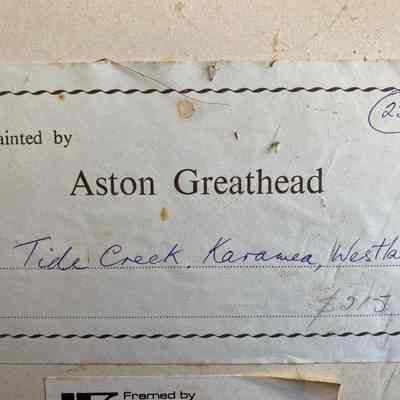 ainted by
Aston Greathead
Tide Creek, Karamea, Westla
Framed by